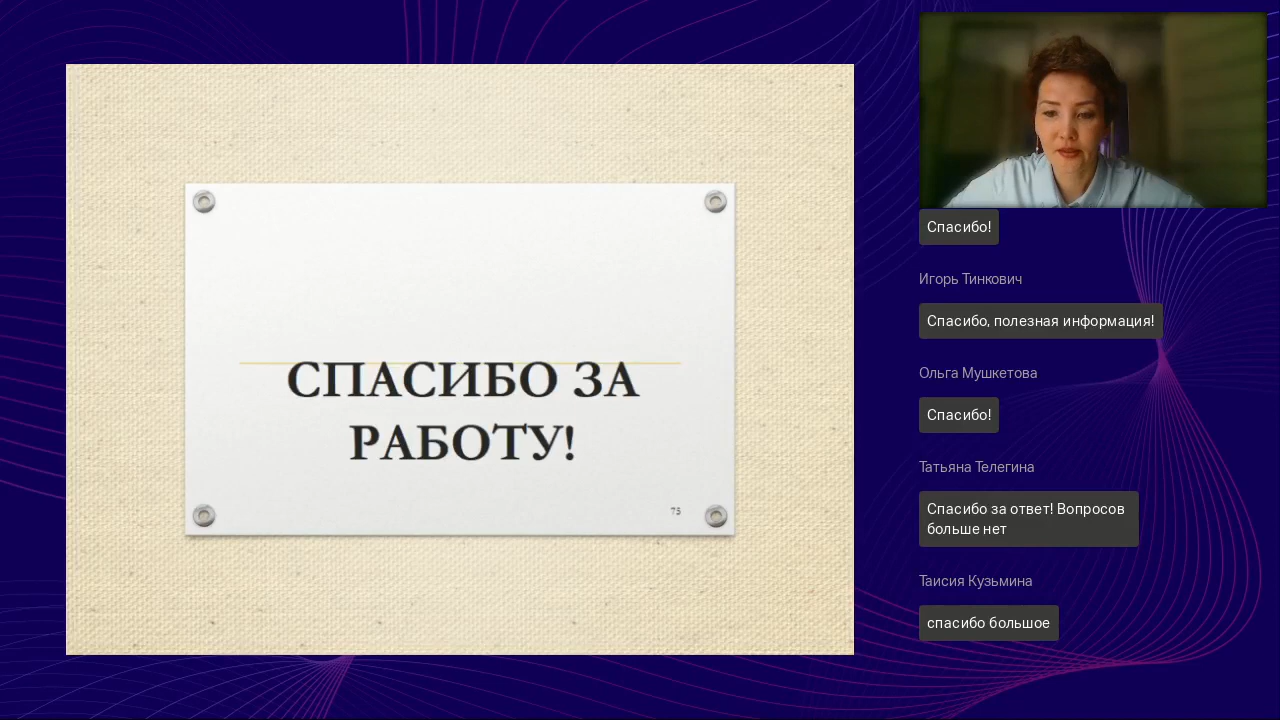 СПАСИБО ЗА
РАБОТУ!
75
Спасибо!
Игорь Тинкович
Спасибо, полезная информация!
Ольга Мушкетова
Спасибо!
Татьяна Телегина
Спасибо за ответ! Вопросов
больше нет
Таисия Кузьмина
спасибо большое